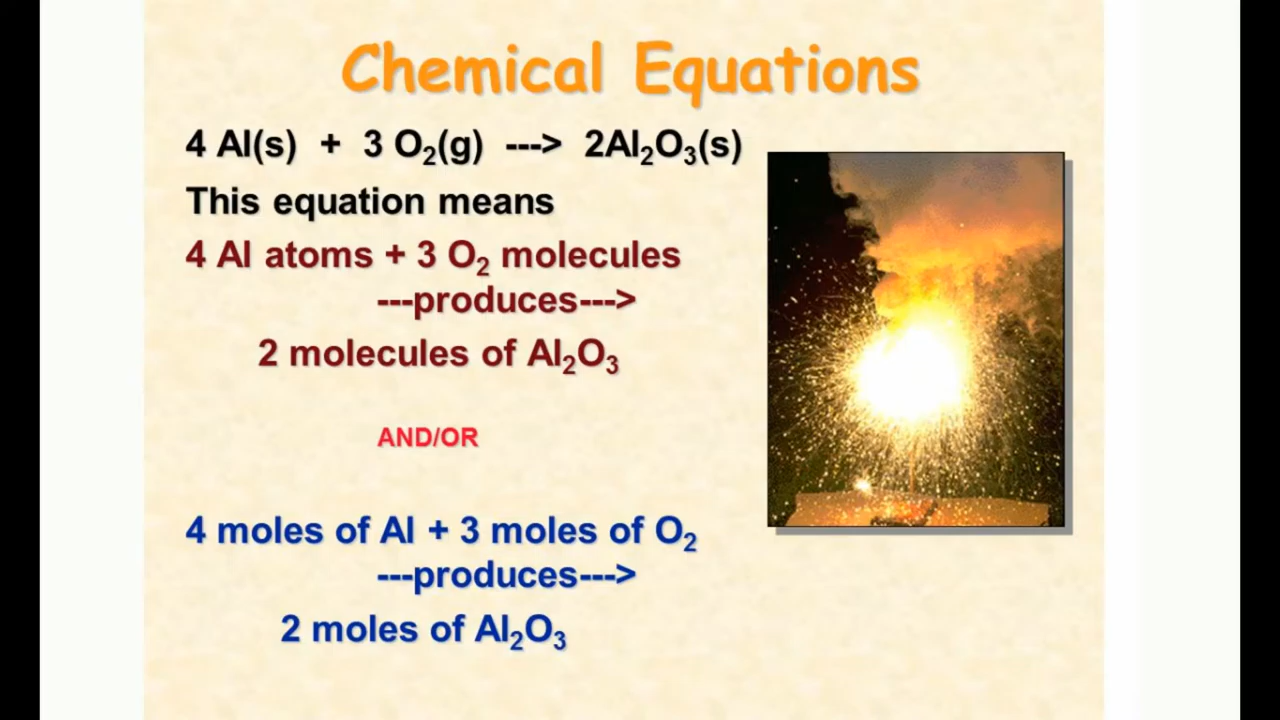 Chemical Equations
4 Al(s) + 3 O₂(g) ---> 2Al₂O₃(s)
This equation means
4 Al atoms + 3 O₂ molecules
---produces--->
2 molecules of Al₂O₃
AND/OR
4 moles of Al + 3 moles of O₂
---produces--->
2 moles of Al₂O₃